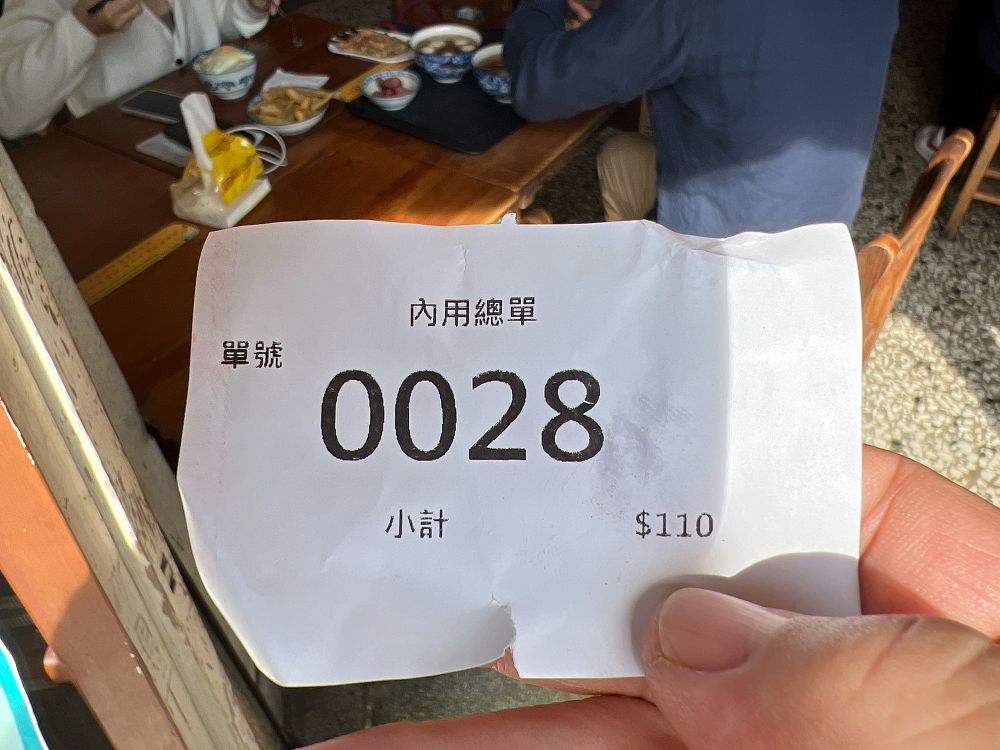 內用總單
單號
0028
小計 $110